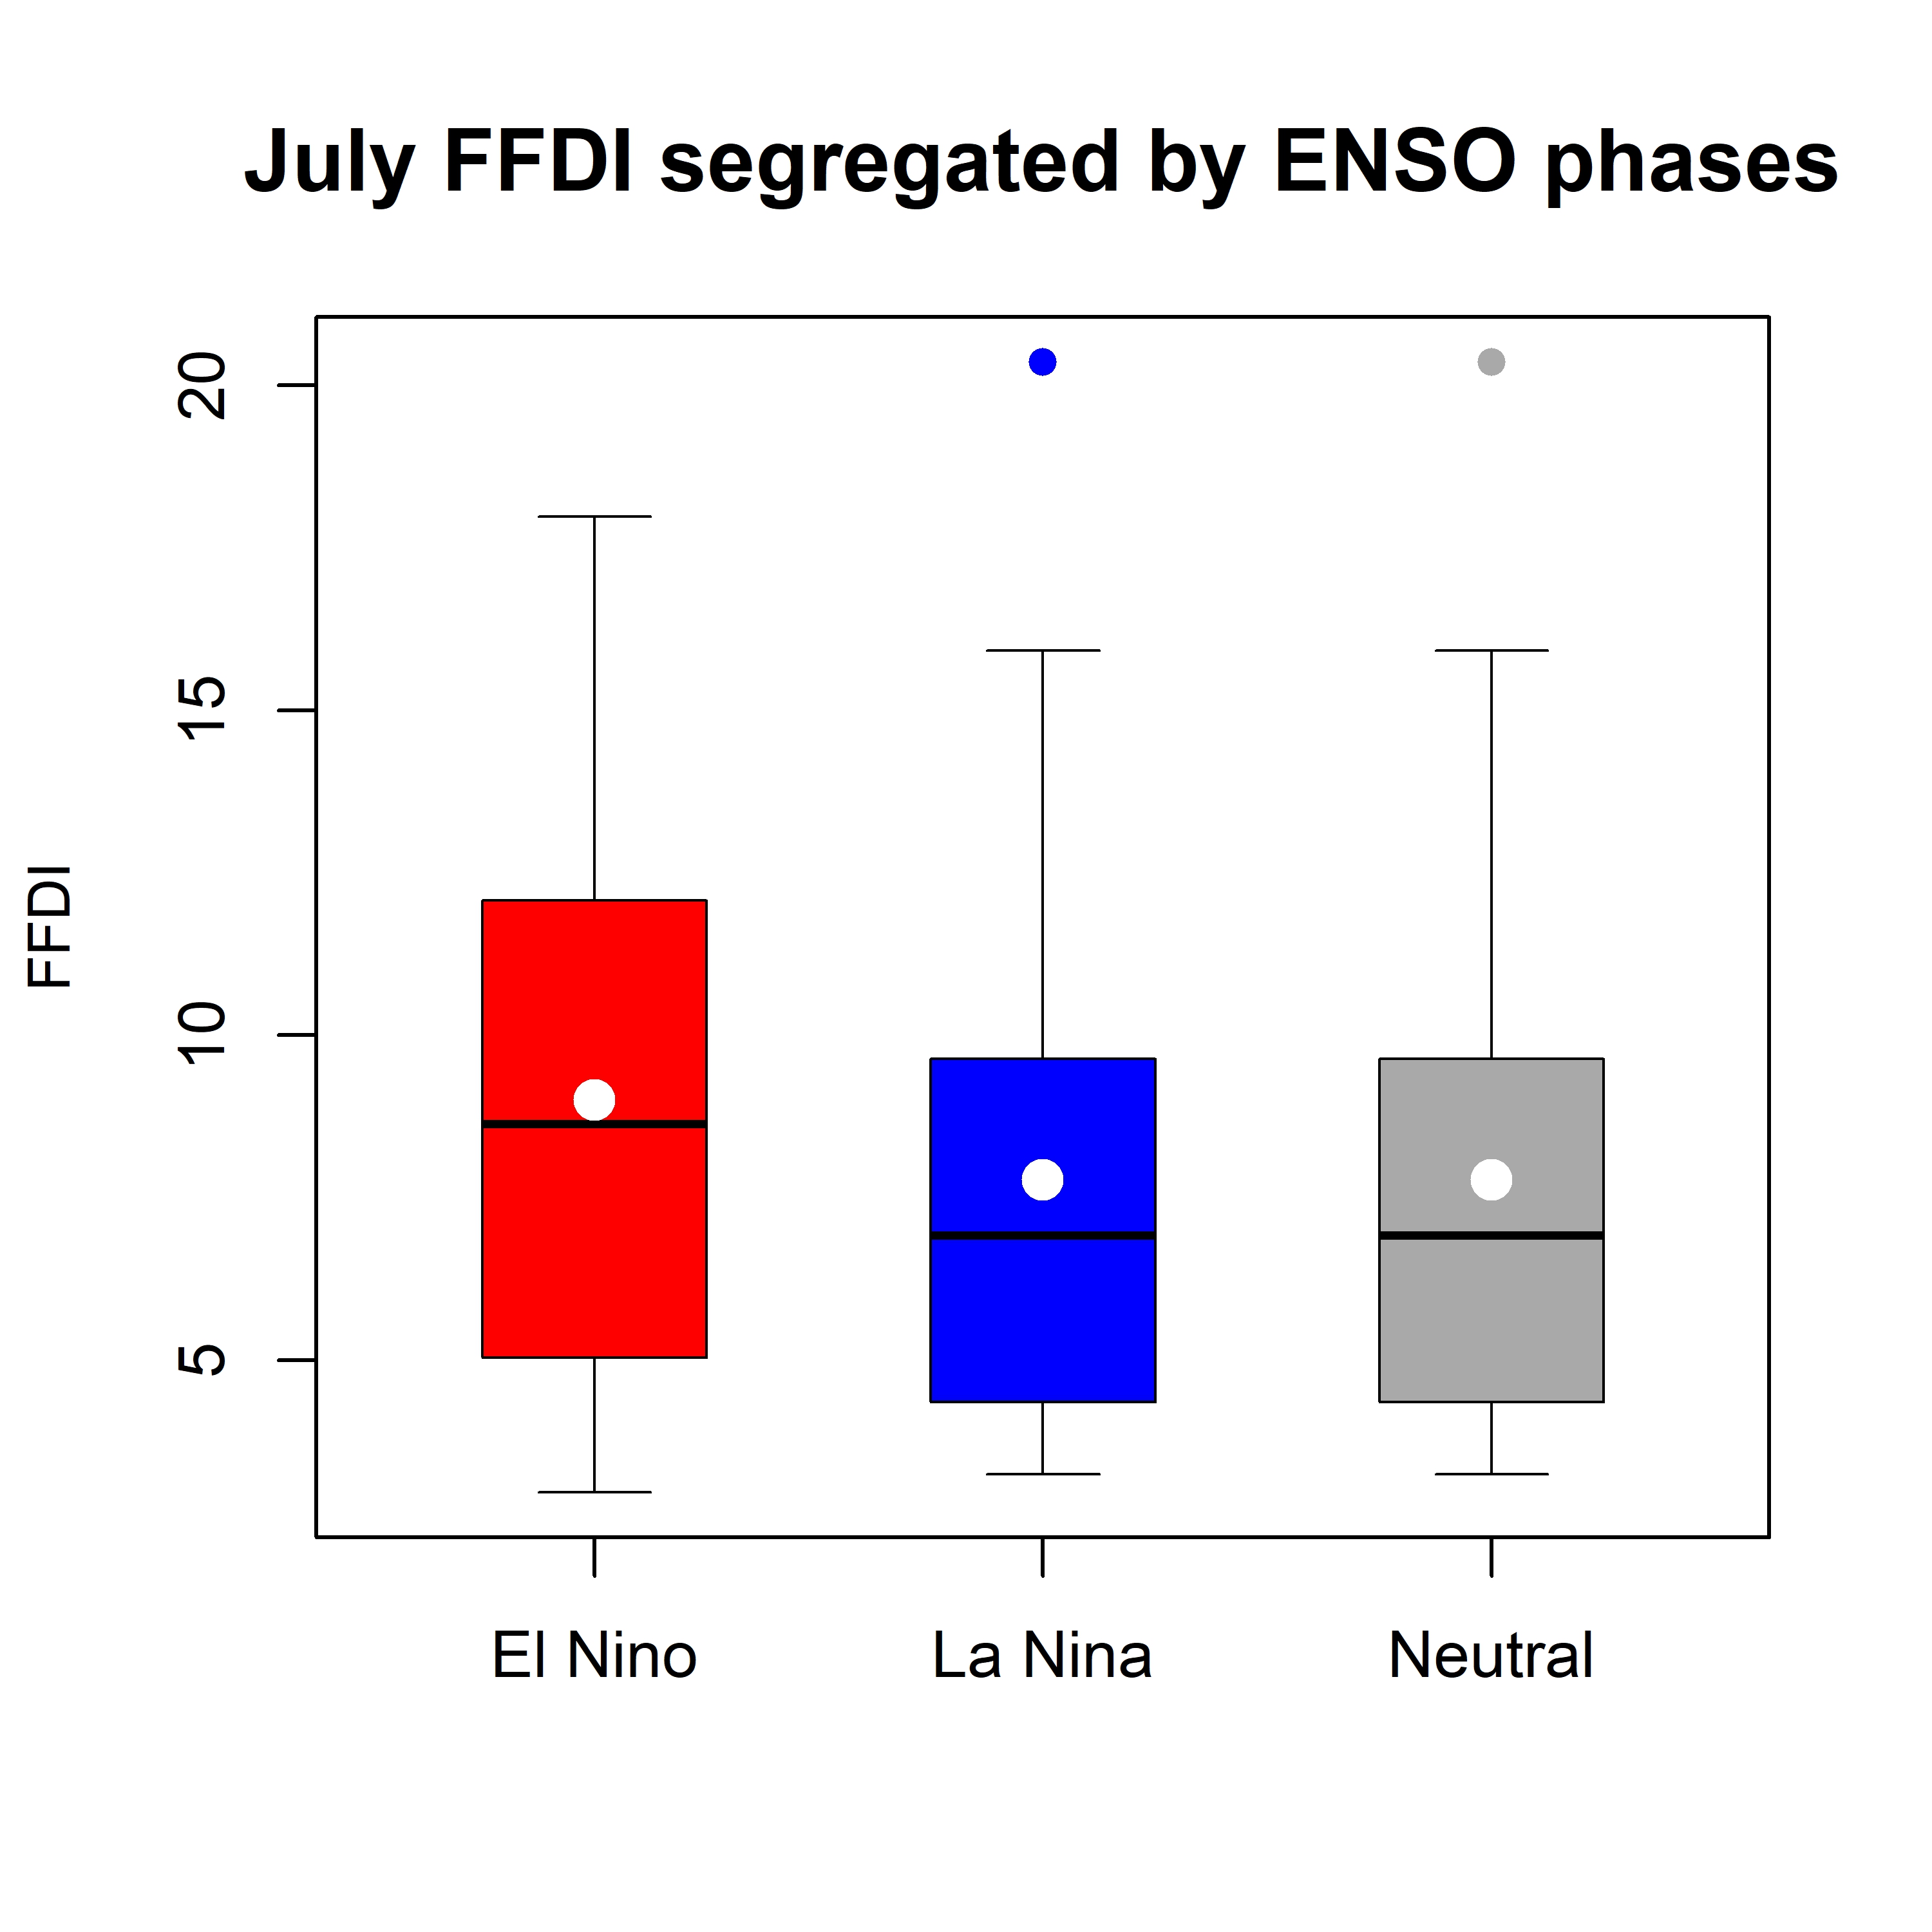 July FFDI segregated by ENSO phases
FFDI
20
15
10
5
El Nino
La Nina
Neutral